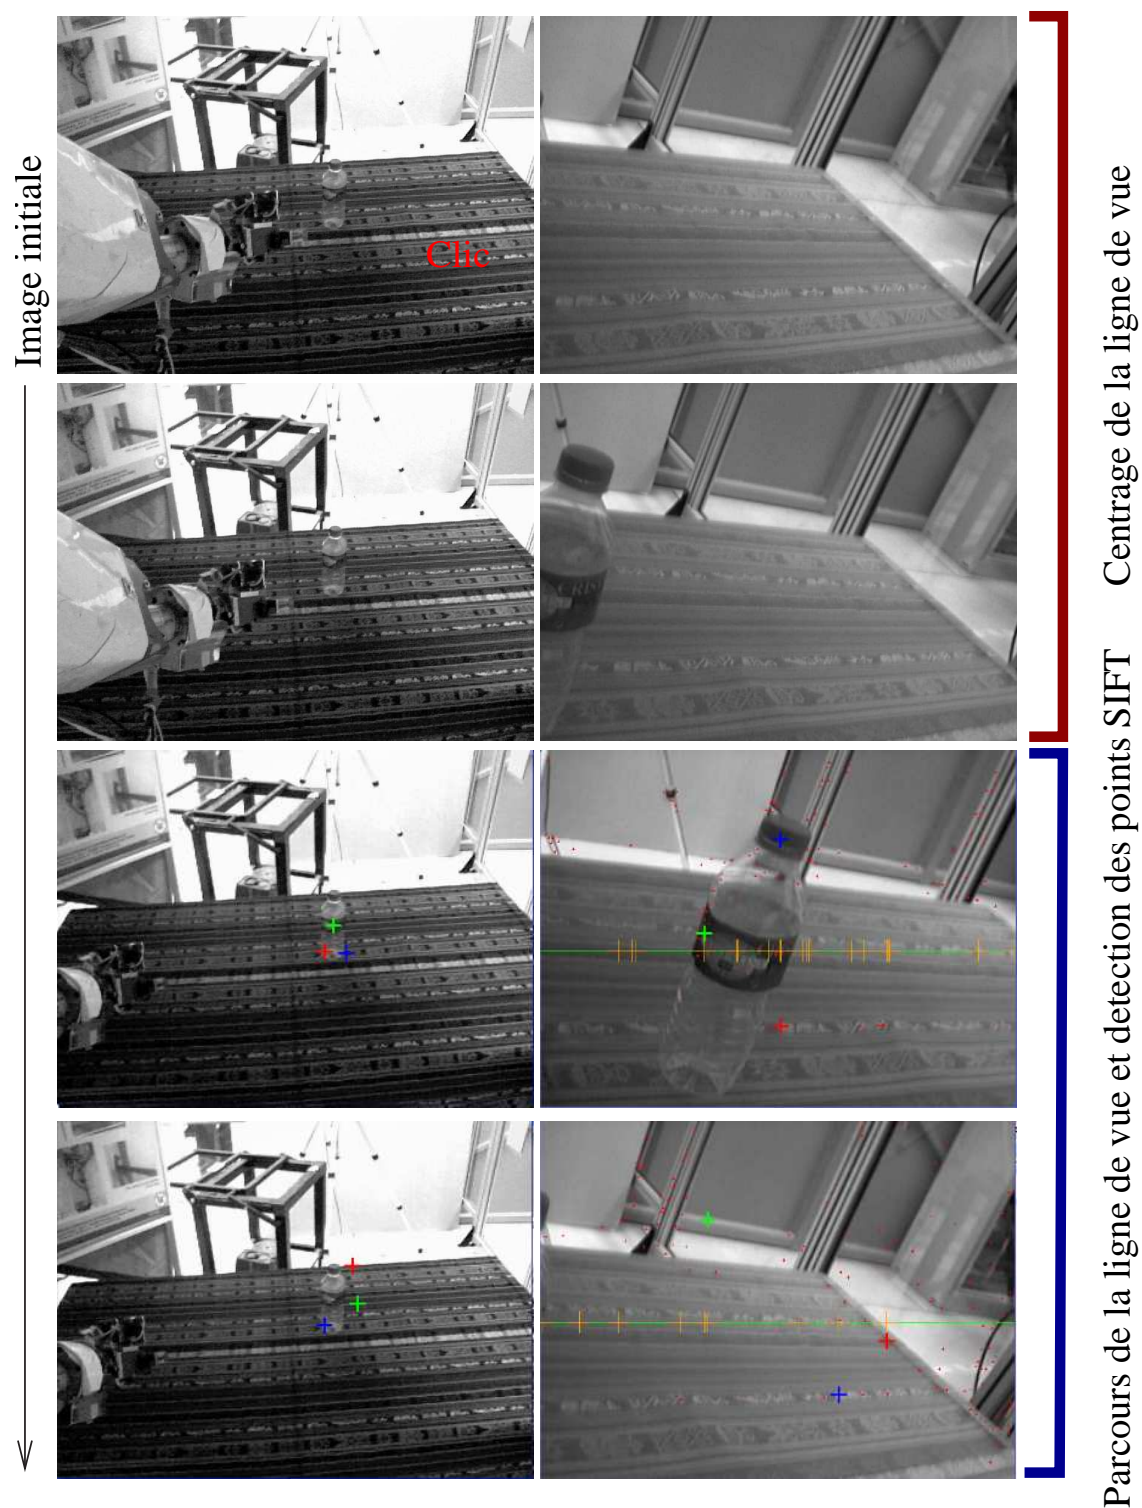 Image initiale
Clic
CRIS
Centrage de la ligne de vue
Parcours de la ligne de vue et detection des points SIFT